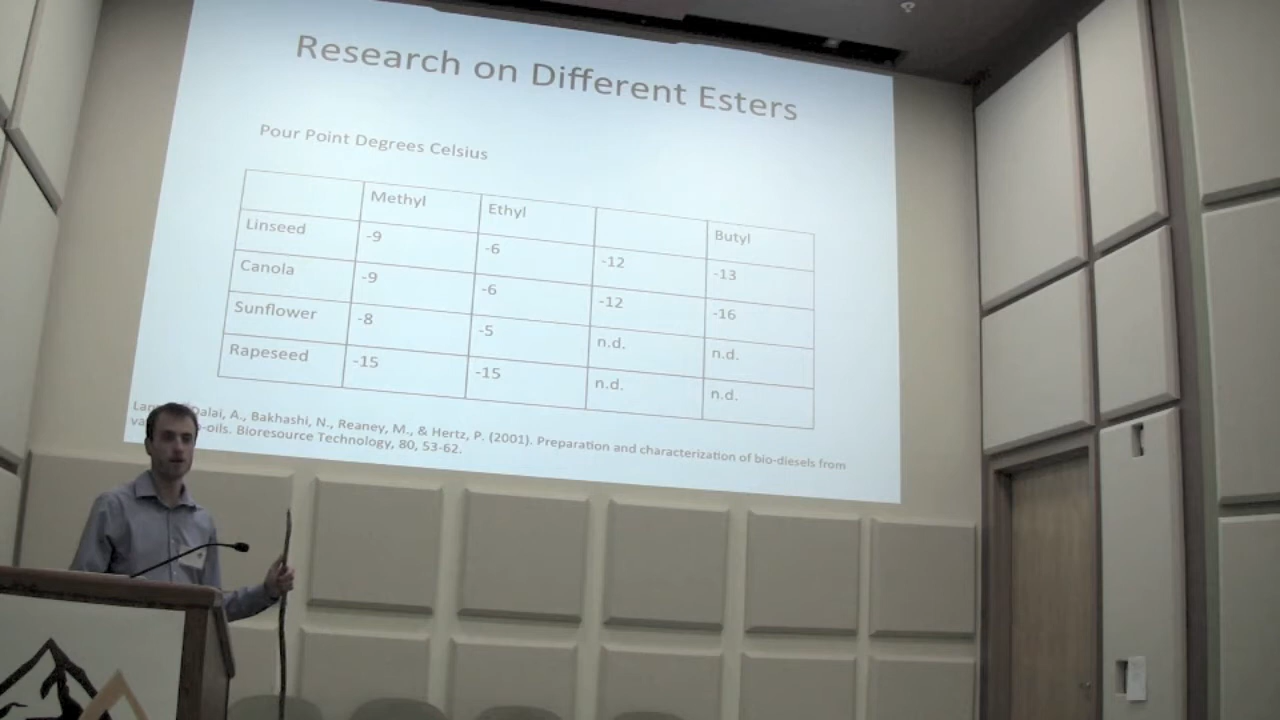 Research on Different Esters
Pour Point Degrees Celsius
Methyl Ethyl Butyl
Linseed -9 -6 -12 -13
Canola -9 -6 -12 -16
Sunflower -8 -5 n.d. n.d.
Rapeseed -15 -15 n.d. n.d.
A., Bakhashi, N., Reaney, M., & Hertz, P. (2001). Preparation and characterization of bio-diesels from
Bioresource Technology, 80, 53-62.